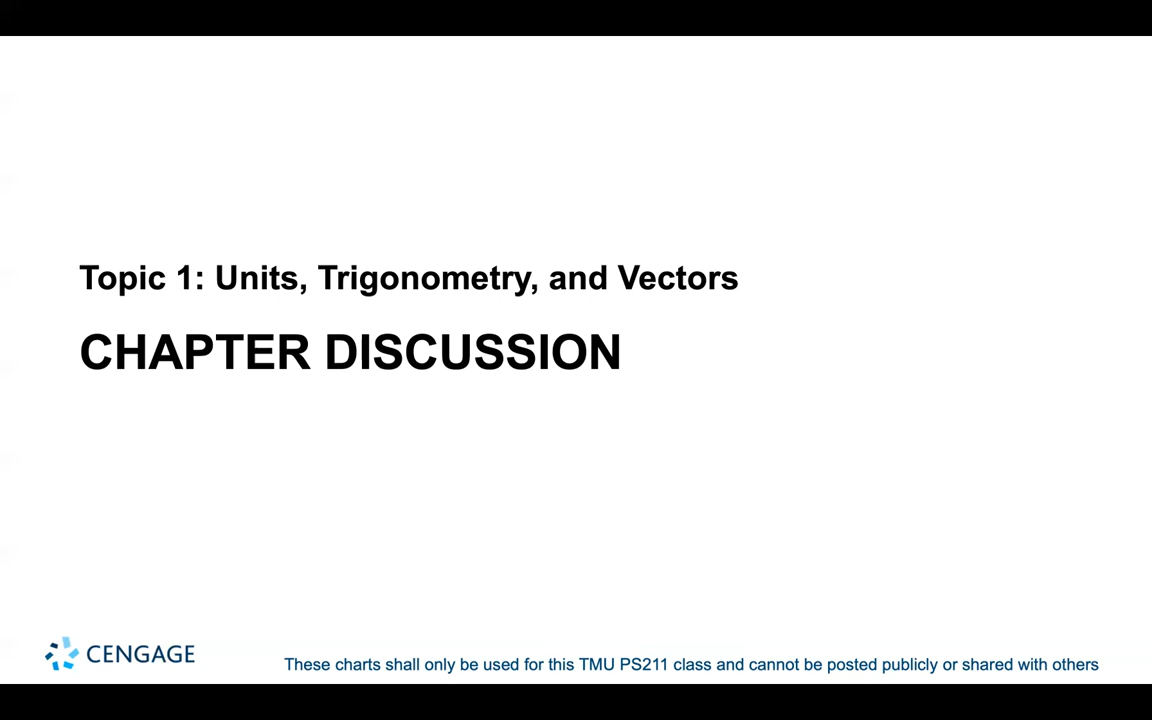 Topic 1: Units, Trigonometry, and Vectors
CHAPTER DISCUSSION
CENGAGE
These charts shall only be used for this TMU PS211 class and cannot be posted publicly or shared with others